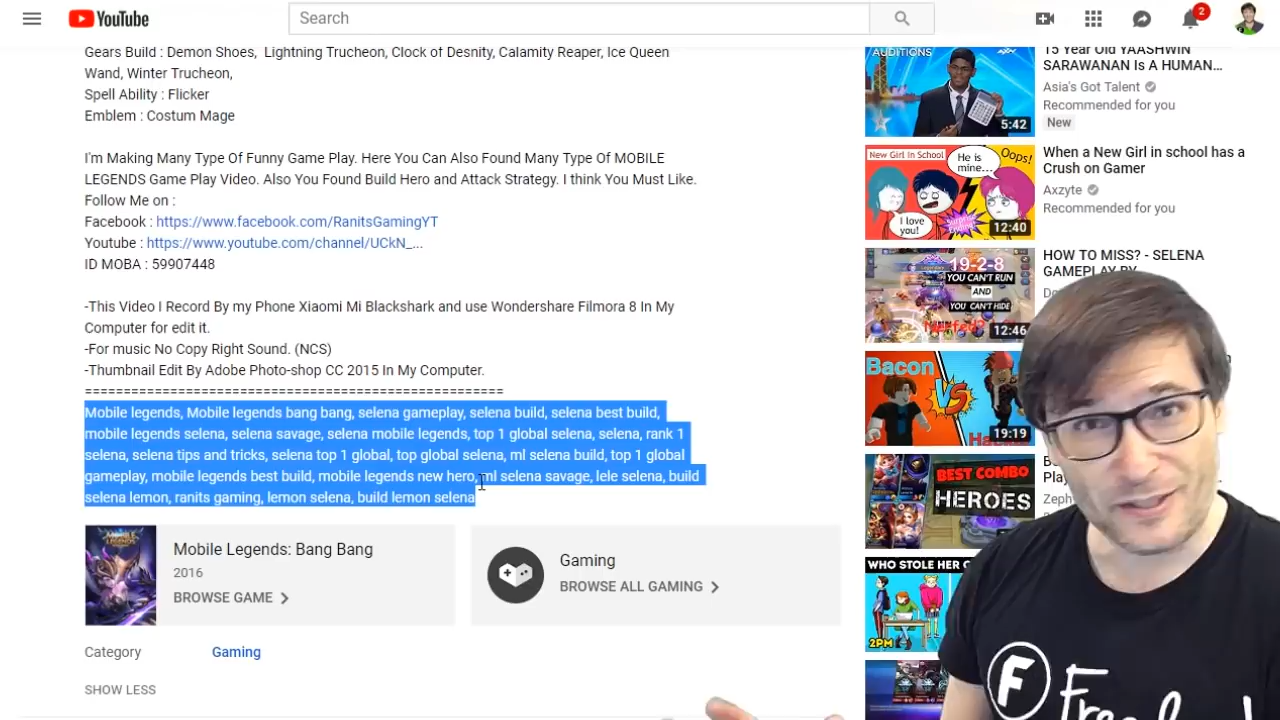 YouTube
Search
2
Gears Build : Demon Shoes, Lightning Trucheon, Clock of Desnity, Calamity Reaper, Ice Queen
Wand, Winter Trucheon,
Spell Ability : Flicker
Emblem : Costum Mage
I'm Making Many Type Of Funny Game Play. Here You Can Also Found Many Type Of MOBILE
LEGENDS Game Play Video. Also You Found Build Hero and Attack Strategy. I think You Must Like.
Follow Me on :
Facebook : https://www.facebook.com/RanitsGamingYT
Youtube : https://www.youtube.com/channel/UCkN_...
ID MOBA : 59907448
-This Video I Record By my Phone Xiaomi Mi Blackshark and use Wondershare Filmora 8 In My
Computer for edit it.
-For music No Copy Right Sound. (NCS)
-Thumbnail Edit By Adobe Photo-shop CC 2015 In My Computer.
====================================================
Mobile legends, Mobile legends bang bang, selena gameplay, selena build, selena best build,
mobile legends selena, selena savage, selena mobile legends, top 1 global selena, selena, rank 1
selena, selena tips and tricks, selena top 1 global, top global selena, ml selena build, top 1 global
gameplay, mobile legends best build, mobile legends new hero, ml selena savage, lele selena, build
selena lemon, ranits gaming, lemon selena, build lemon selena
MOBILE LEGENDS
Mobile Legends: Bang Bang
2016
BROWSE GAME
Gaming
BROWSE ALL GAMING
Category
Gaming
SHOW LESS
AUDITIONS
5:42
15 Year Old YAASHWIN
SARAWANAN Is A HUMAN...
Asia's Got Talent
Recommended for you
New
New Girl In School
He is
mine...
Oops!
I love
you!
12:40
When a New Girl in school has a
Crush on Gamer
Axzyte
Recommended for you
19-2-8
YOU CAN'T RUN
AND
YOU CAN'T HIDE
Nerfed?
12:46
HOW TO MISS? - SELENA
GAMEPLAY BY
Bacon
VS
19:19
BEST COMBO
HEROES
Zeph
WHO STOLE HER
2PM
F